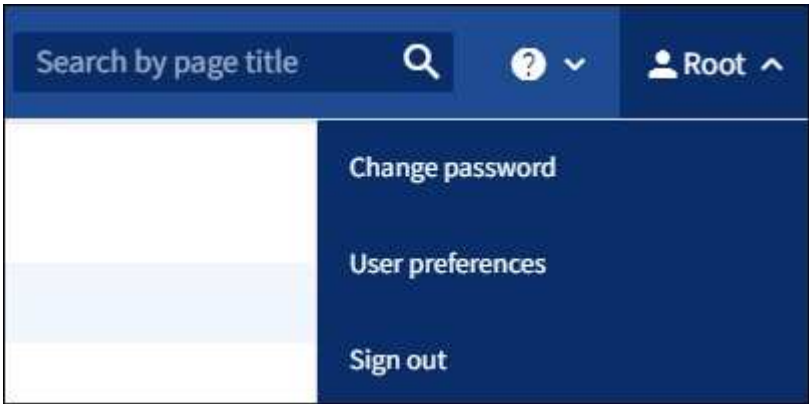 Search by page title
? Root
Change password
User preferences
Sign out